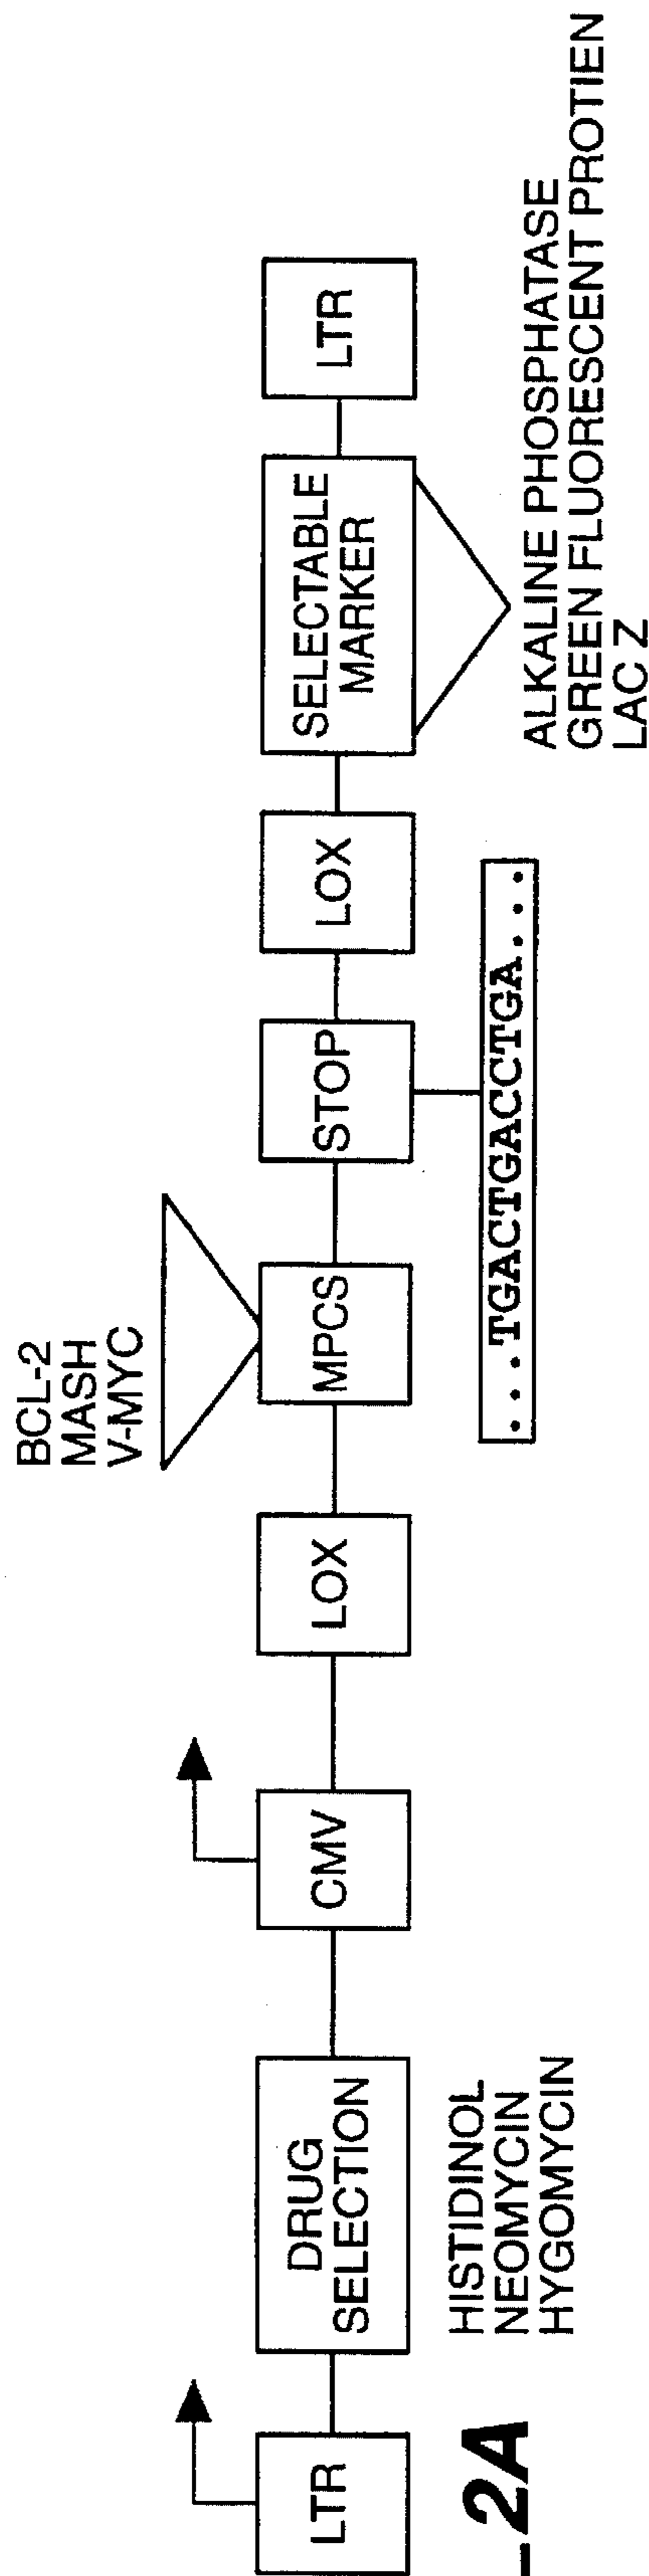 BCL-2
MASH
V-MYC
LTR
DRUG
SELECTION
CMV
LOX
MPCS
STOP
LOX
SELECTABLE
MARKER
LTR
HISTIDINOL
NEOMYCIN
HYGOMYCIN
...TGACTGACCTGA....
ALKALINE PHOSPHATASE
GREEN FLUORESCENT PROTIEN
LAC Z
_2A